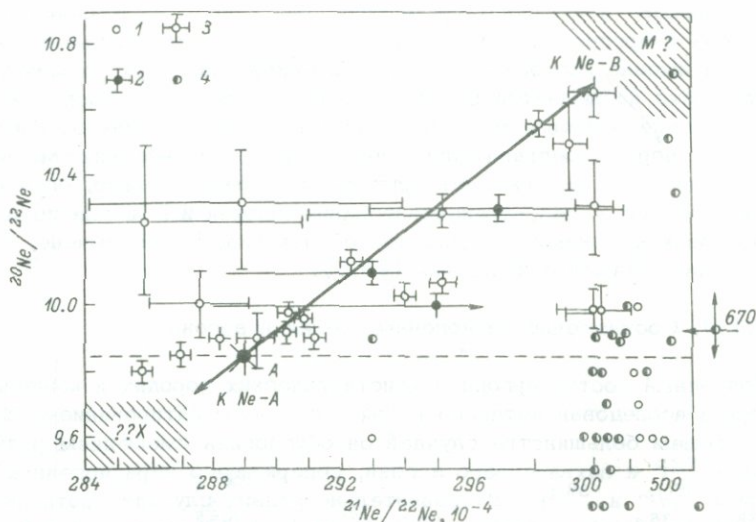 10.8
10.4
10.0
9.6
²⁰Ne/²²Ne
1
2
3
4
M ?
K Ne-B
670
A
K Ne-A
??X
284
288
292
296
300
500
²¹Ne/²²Ne, 10⁻⁴